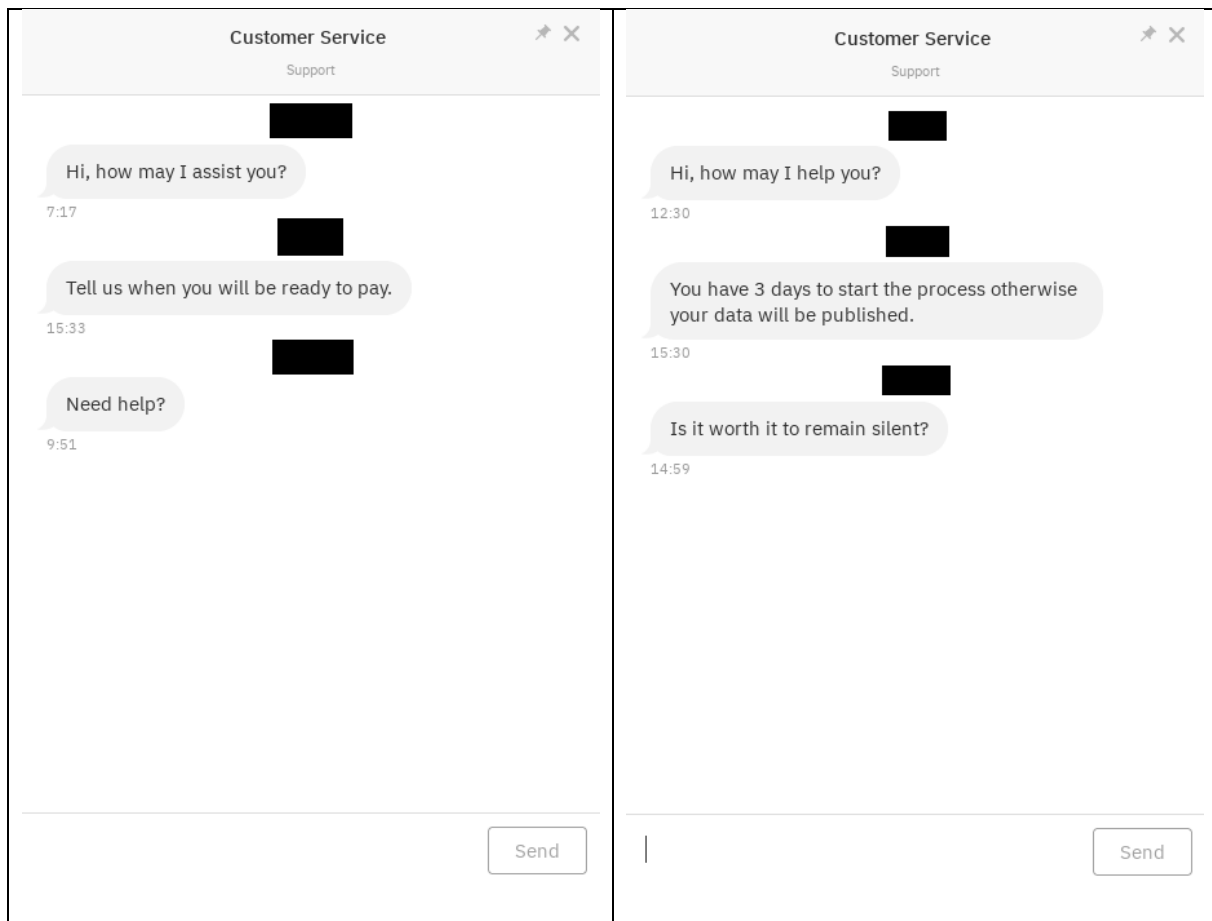 Customer Service
Support
Hi, how may I assist you?
7:17
Tell us when you will be ready to pay.
15:33
Need help?
9:51
Send
Customer Service
Support
Hi, how may I help you?
12:30
You have 3 days to start the process otherwise
your data will be published.
15:30
Is it worth it to remain silent?
14:59
Send